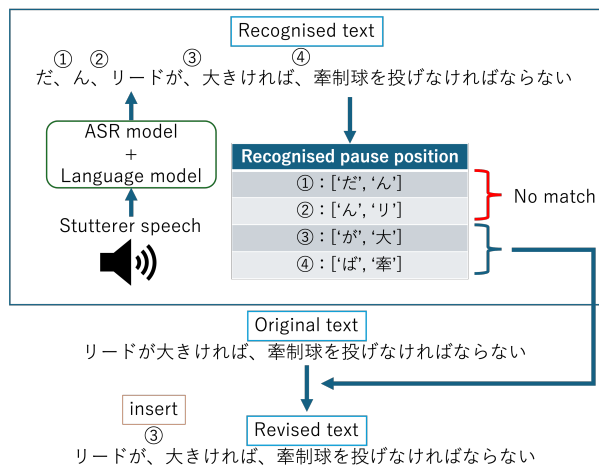 Recognised text
① ② ③ ④
だ、ん、リードが、大きければ、牽制球を投げなければならない
ASR model
+
Language model
Stutterer speech
Recognised pause position
①：[‘だ’, ‘ん’]
②：[‘ん’, ‘リ’]
③：[‘が’, ‘大’]
④：[‘ば’, ‘牽’]
No match
Original text
リードが大きければ、牽制球を投げなければならない
insert
③
Revised text
リードが、大きければ、牽制球を投げなければならない